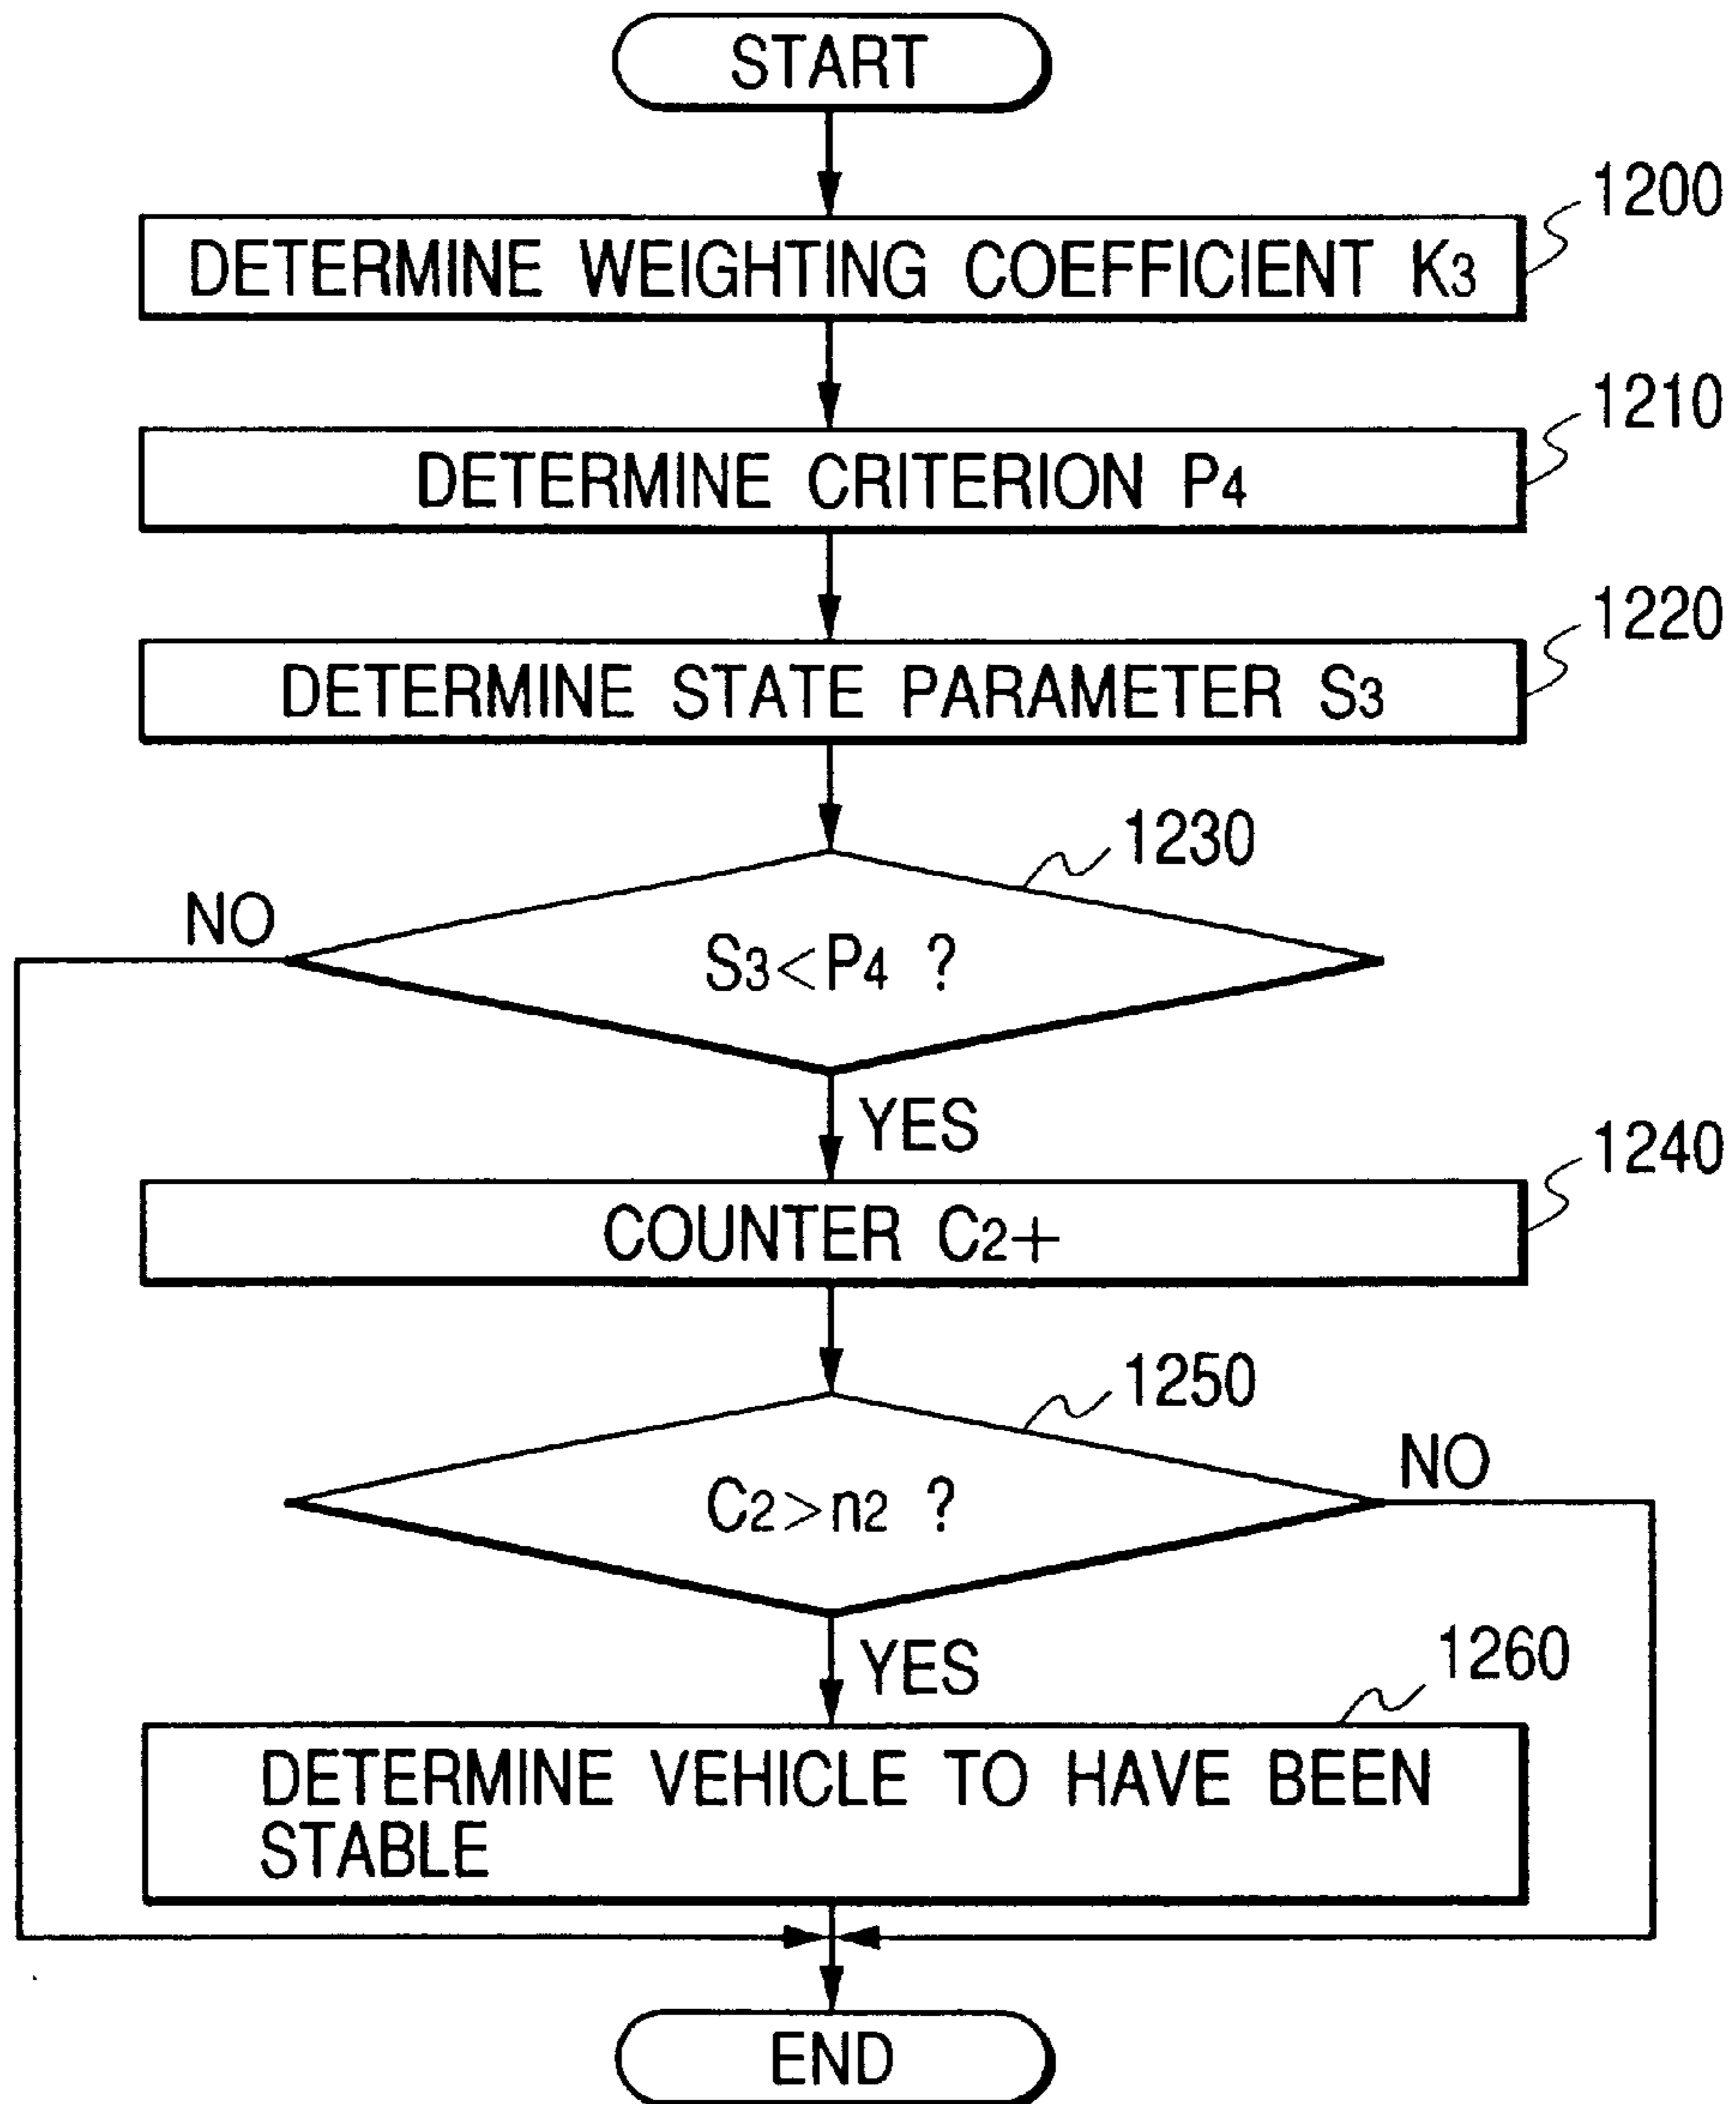 START
1200
DETERMINE WEIGHTING COEFFICIENT K3
1210
DETERMINE CRITERION P4
1220
DETERMINE STATE PARAMETER S3
1230
NO
S3<P4 ?
YES
1240
COUNTER C2+
1250
NO
C2>n2 ?
YES
1260
DETERMINE VEHICLE TO HAVE BEEN
STABLE
END